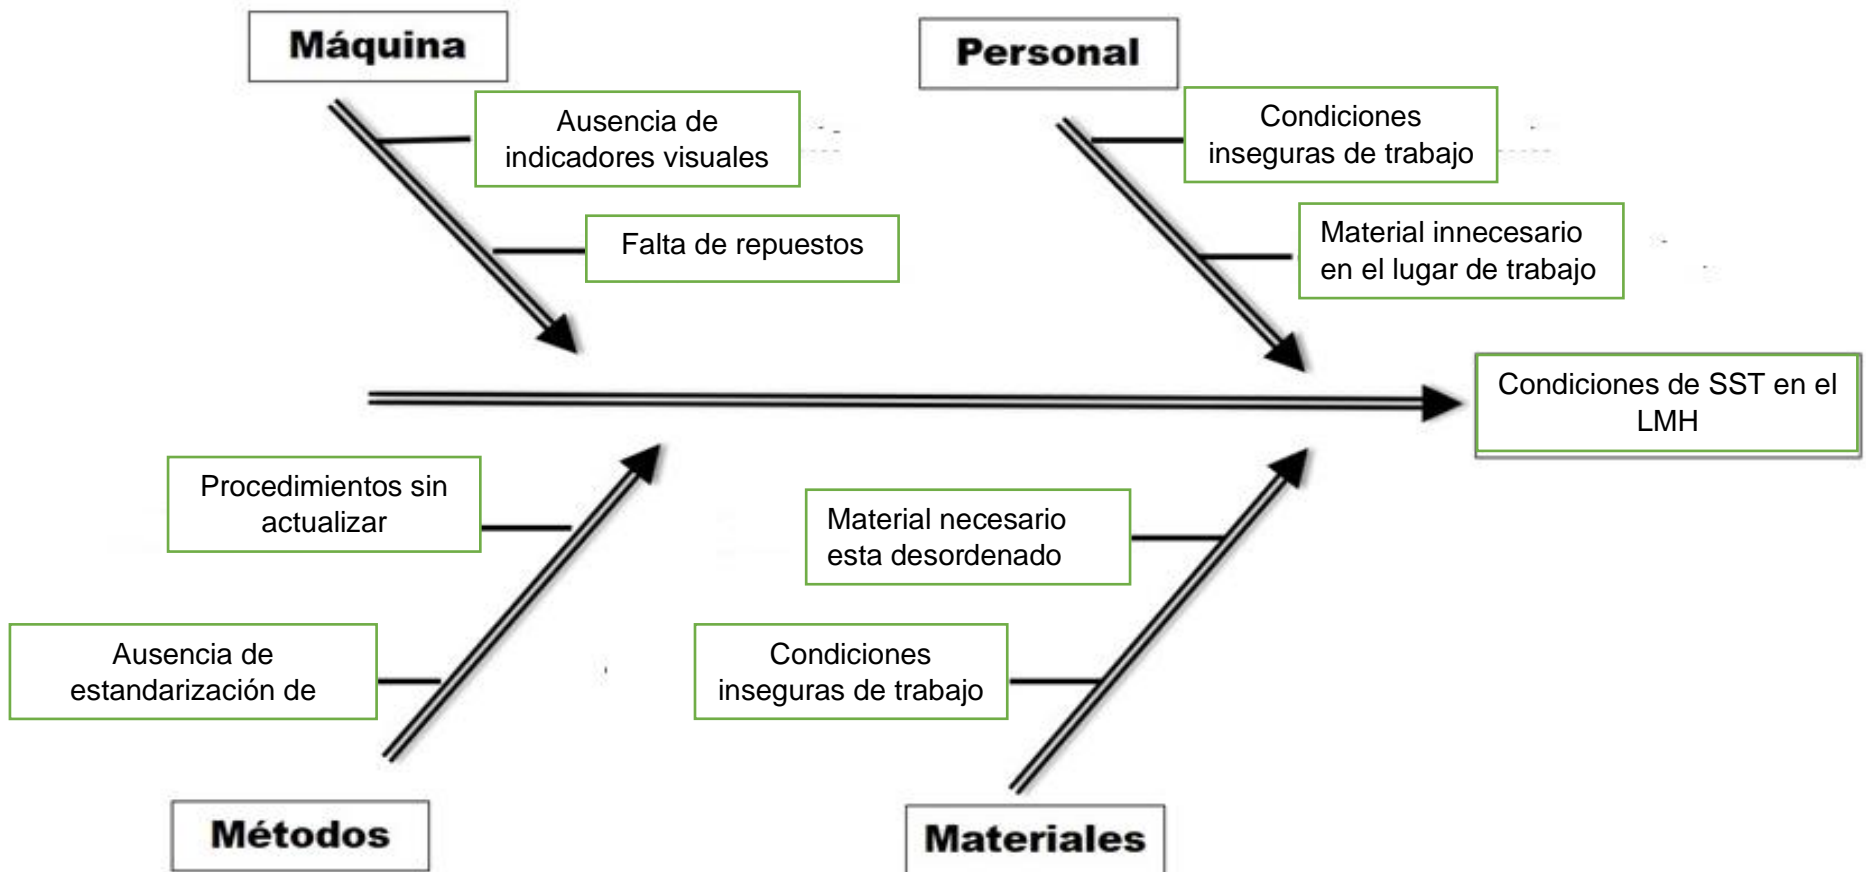 Máquina
Personal
Ausencia de
indicadores visuales
Condiciones
inseguras de trabajo
Falta de repuestos
Material innecesario
en el lugar de trabajo
Condiciones de SST en el
LMH
Procedimientos sin
actualizar
Material necesario
esta desordenado
Ausencia de
estandarización de
Condiciones
inseguras de trabajo
Métodos
Materiales